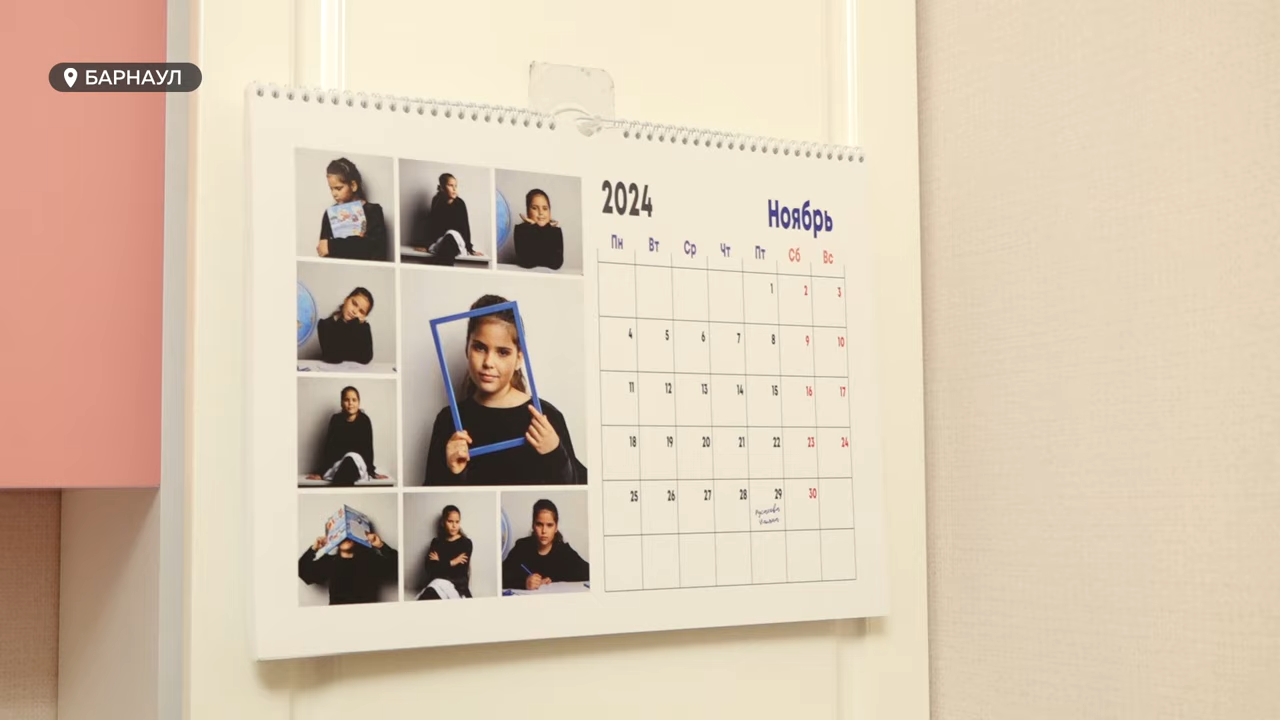 БАРНАУЛ
2024
Ноябрь
Пн Вт Ср Чт Пт Сб Вс
1 2 3
4 5 6 7 8 9 10
11 12 13 14 15 16 17
18 19 20 21 22 23 24
25 26 27 28 29 30